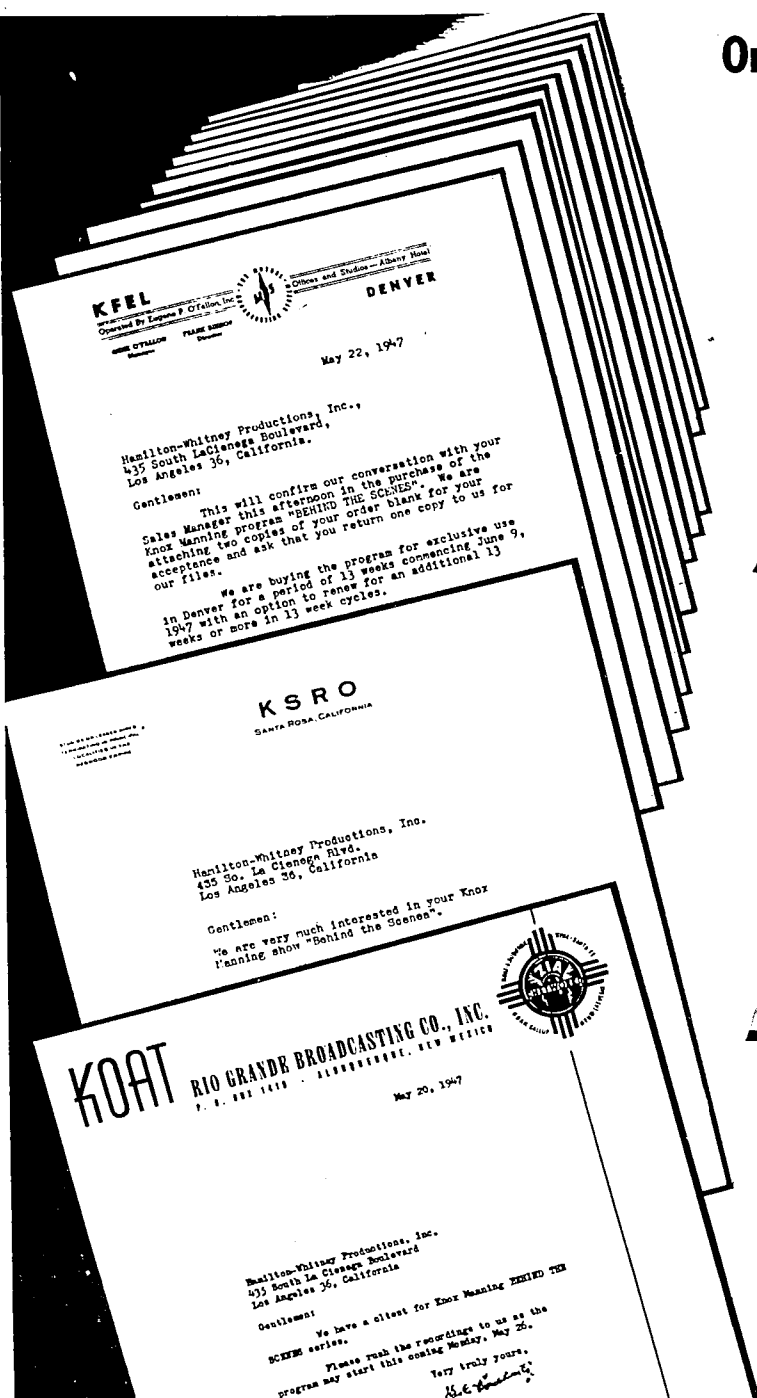 KFEL
Operated By Eugene P. O'Fallon, Inc.
GENE O'FALLON
Manager
FRANK BISHOP
Director
MBS
Offices and Studios — Albany Hotel
DENVER
May 22, 1947
Hamilton-Whitney Productions, Inc.,
435 South LaCienega Boulevard,
Los Angeles 36, California.
Gentlemen:
This will confirm our conversation with your
Sales Manager this afternoon in the purchase of the
Knox Manning program "BEHIND THE SCENES". We are
attaching two copies of your order blank for your
acceptance and ask that you return one copy to us for
our files.
We are buying the program for exclusive use
in Denver for a period of 13 weeks commencing June 9,
1947 with an option to renew for an additional 13
weeks or more in 13 week cycles.
KSRO
SANTA ROSA, CALIFORNIA
Hamilton-Whitney Productions, Inc.
435 So. La Cienega Blvd.
Los Angeles 36, California
Gentlemen:
We are very much interested in your Knox
Manning show "Behind the Scenes".
KOAT
RIO GRANDE BROADCASTING CO., INC.
P. O. BOX 1419 · ALBUQUERQUE, NEW MEXICO
May 20, 1947
Hamilton-Whitney Productions, Inc.
435 South La Cienega Boulevard
Los Angeles 36, California
Gentlemen:
We have a client for Knox Manning BEHIND THE
SCENES series.
Please rush the recordings to us as the
program may start this coming Monday, May 26.
Very truly yours,